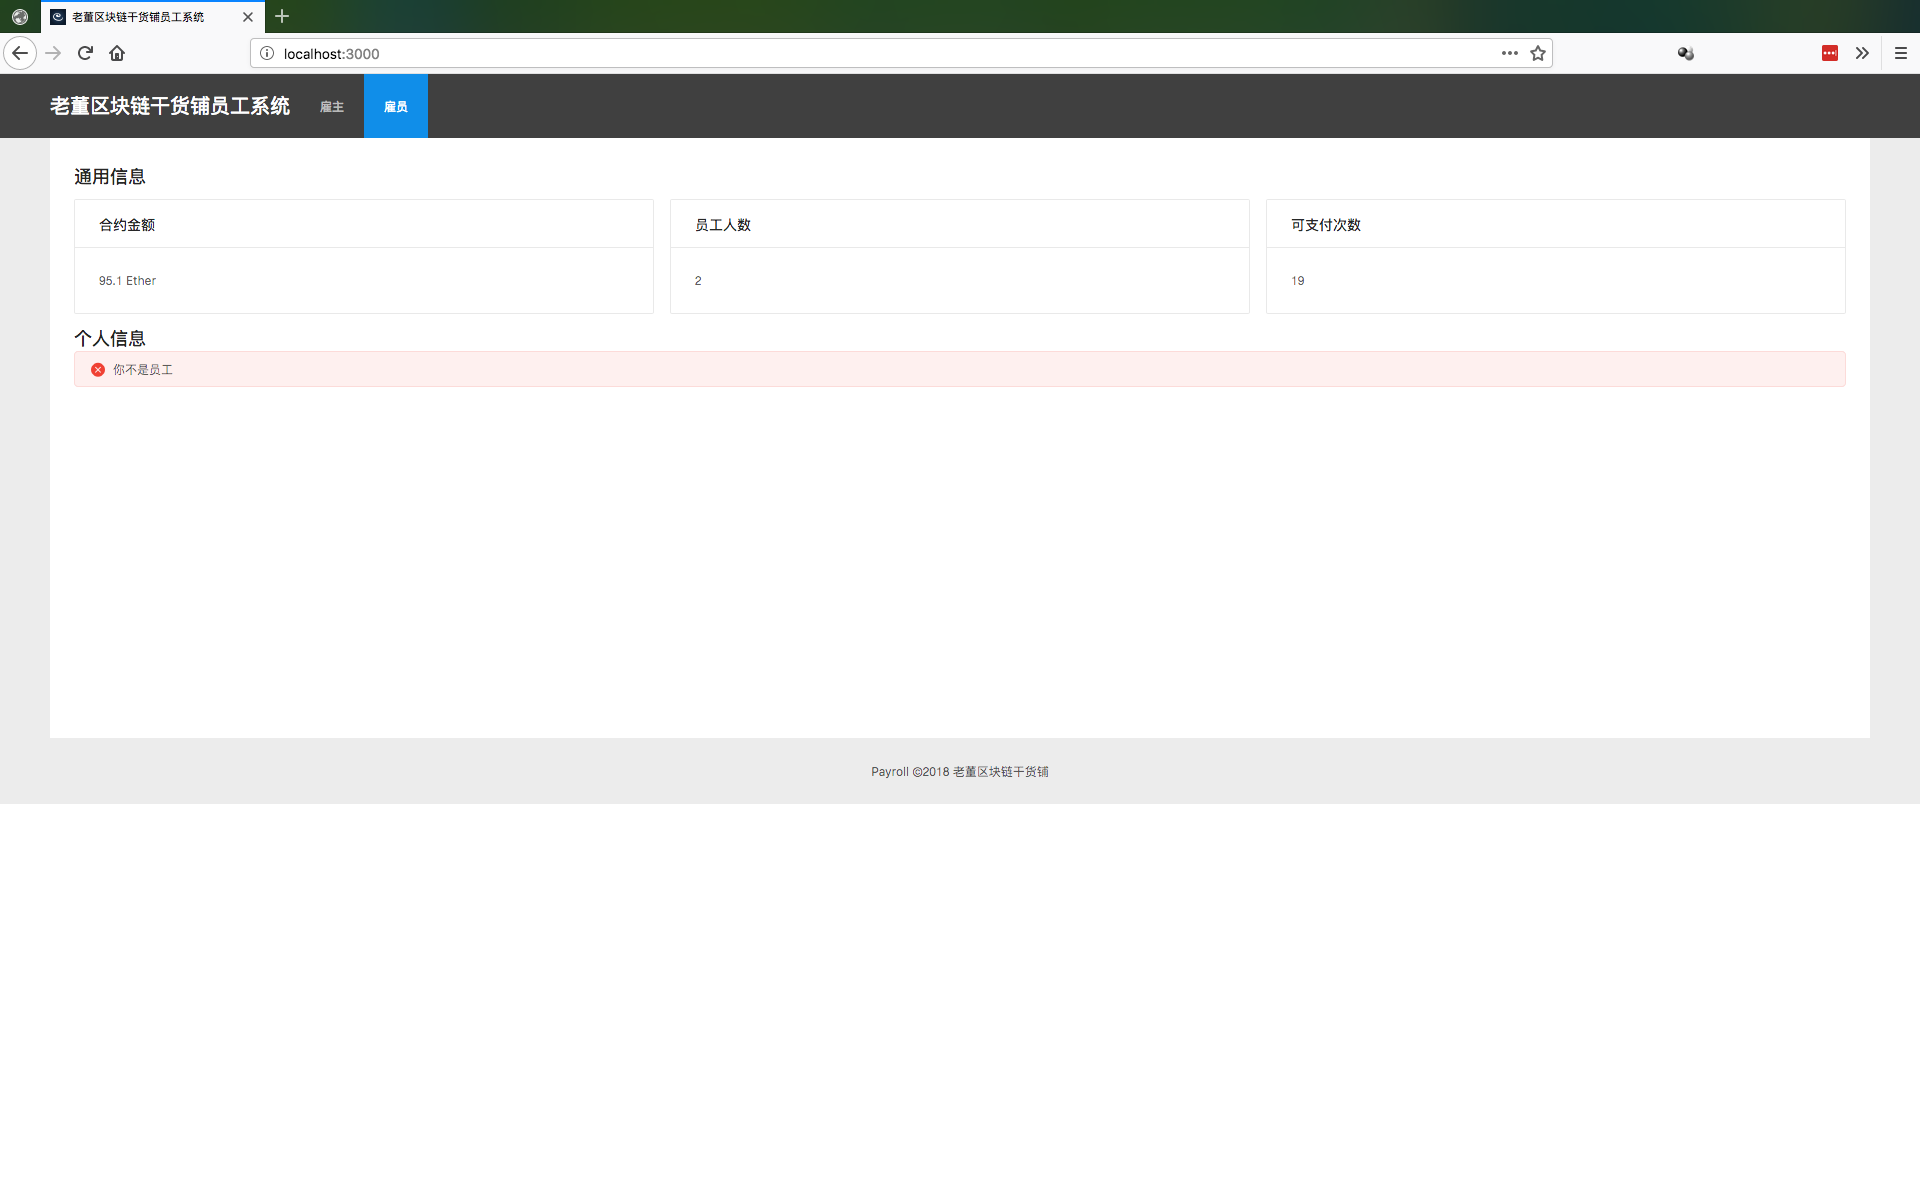 老董区块链干货铺员工系统
localhost:3000
老董区块链干货铺员工系统 雇主 雇员
通用信息
合约金额
95.1 Ether
员工人数
2
可支付次数
19
个人信息
你不是员工
Payroll ©2018 老董区块链干货铺